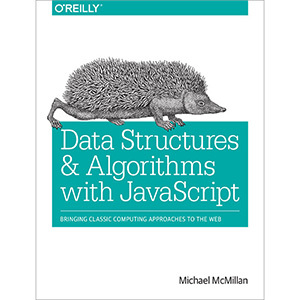 O'REILLY®
Data Structures
& Algorithms
with JavaScript
BRINGING CLASSIC COMPUTING APPROACHES TO THE WEB
Michael McMillan